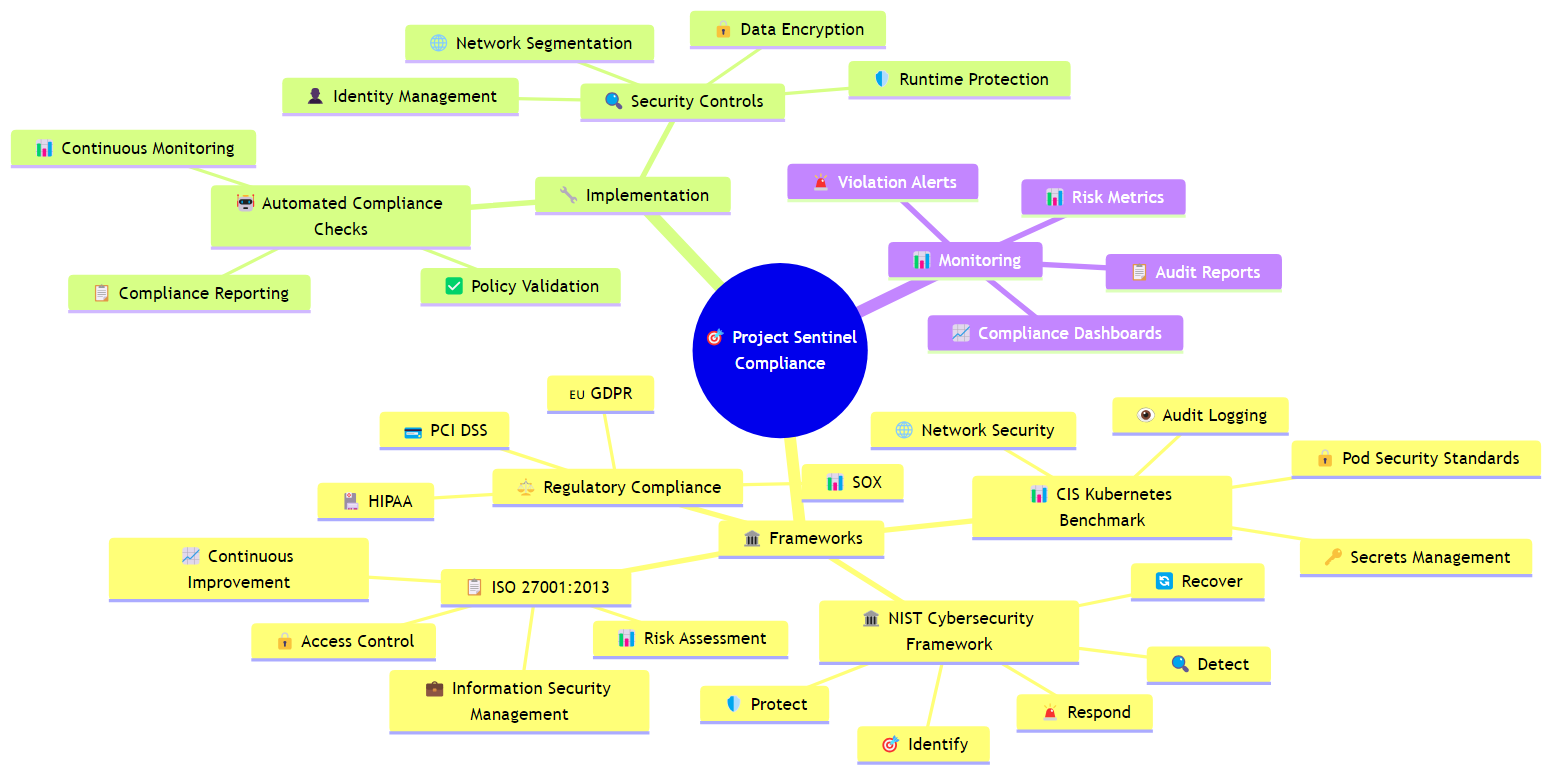 Data Encryption
Network Segmentation
Runtime Protection
Identity Management
Security Controls
Continuous Monitoring
Automated Compliance
Checks
Implementation
Compliance Reporting
Policy Validation
Violation Alerts
Risk Metrics
Monitoring
Audit Reports
Compliance Dashboards
Project Sentinel
Compliance
EU GDPR
PCI DSS
Regulatory Compliance
HIPAA
SOX
Network Security
Audit Logging
Pod Security Standards
CIS Kubernetes
Benchmark
Secrets Management
Frameworks
Continuous
Improvement
ISO 27001:2013
Access Control
Risk Assessment
Information Security
Management
NIST Cybersecurity
Framework
Recover
Detect
Protect
Respond
Identify